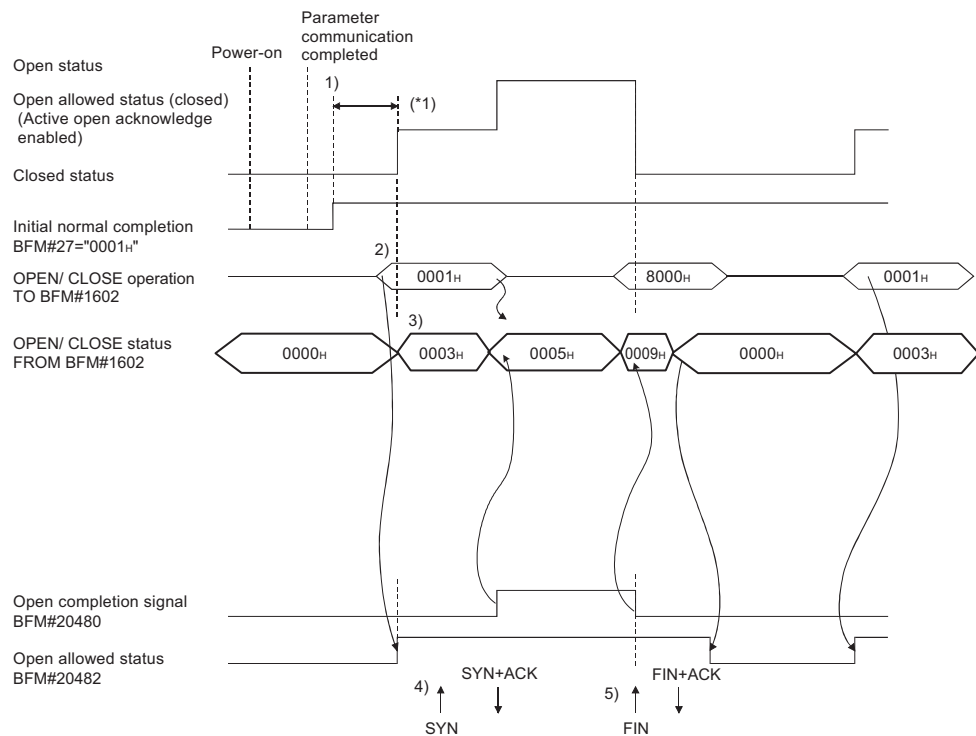 Parameter
communication
completed
Power-on
Open status
1)
(*1)
Open allowed status (closed)
(Active open acknowledge
enabled)
Closed status
Initial normal completion
BFM#27="0001H"
2)
OPEN/ CLOSE operation
TO BFM#1602
0001H
8000H
0001H
3)
OPEN/ CLOSE status
FROM BFM#1602
0000H
0003H
0005H
0009H
0000H
0003H
Open completion signal
BFM#20480
Open allowed status
BFM#20482
4)
SYN+ACK
5)
FIN+ACK
SYN
FIN